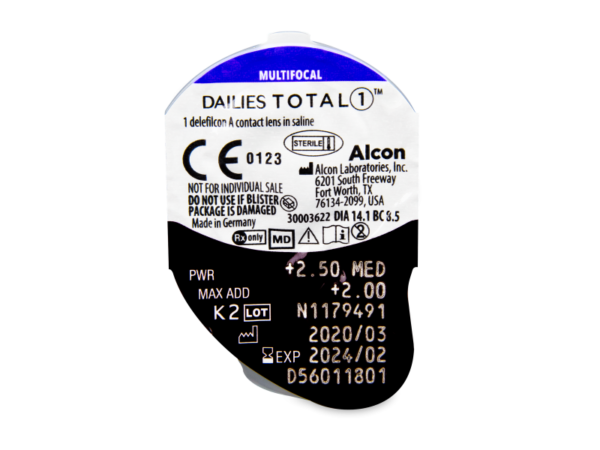 MULTIFOCAL
DAILIES TOTAL 1™
1 delefilcon A contact lens in saline
CE 0123
STERILE
Alcon
Alcon Laboratories, Inc.
6201 South Freeway
Fort Worth, TX
76134-2099, USA
NOT FOR INDIVIDUAL SALE
DO NOT USE IF BLISTER
PACKAGE IS DAMAGED
Made in Germany
30003622 DIA 14.1 BC 8.5
Rx only MD
PWR +2.50 MED
MAX ADD +2.00
K2 LOT N1179491
2020/03
EXP 2024/02
D56011801